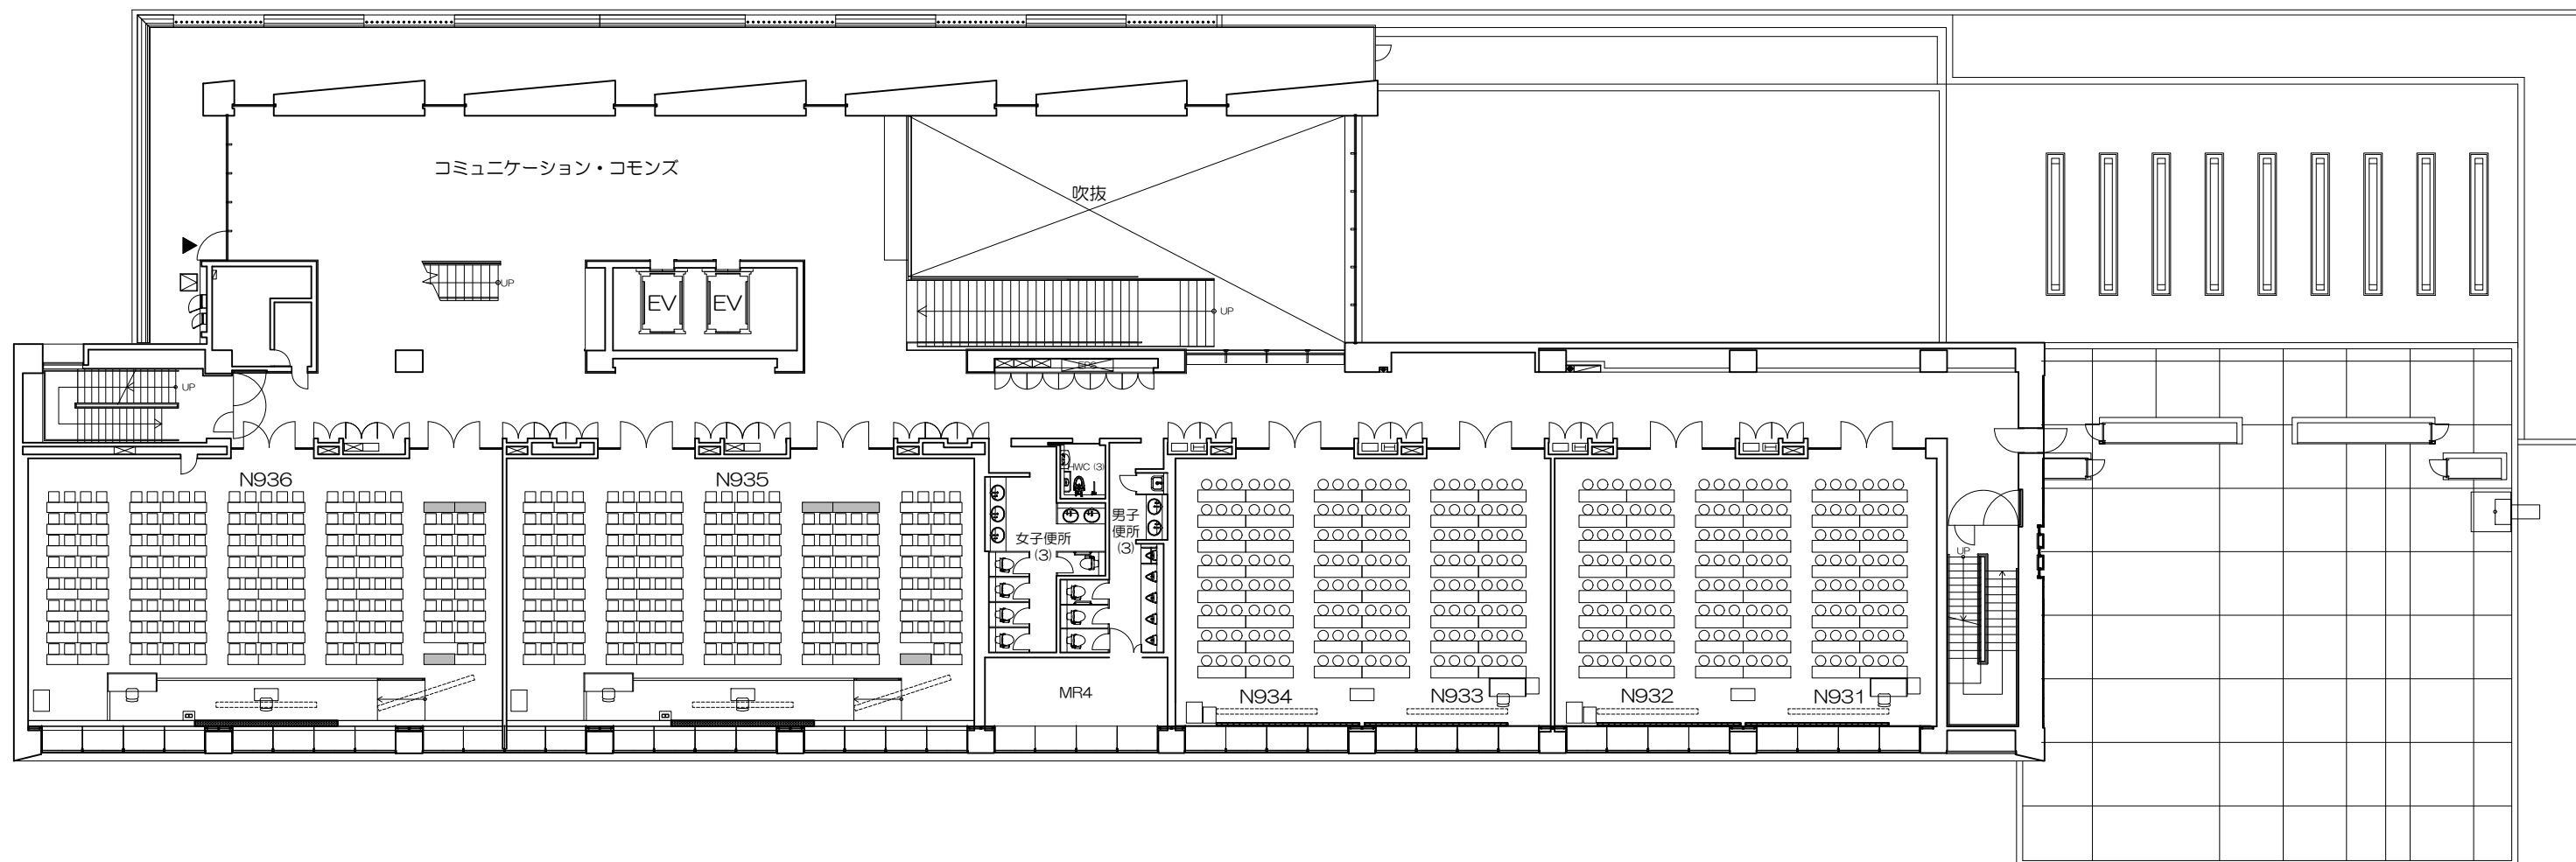 コミュニケーション・コモンズ
吹抜
UP
EV
EV
UP
UP
EPS
N936
N935
HWC (3)
男子
便所
(3)
女子便所
(3)
UP
MR4
N934
N933
N932
N931